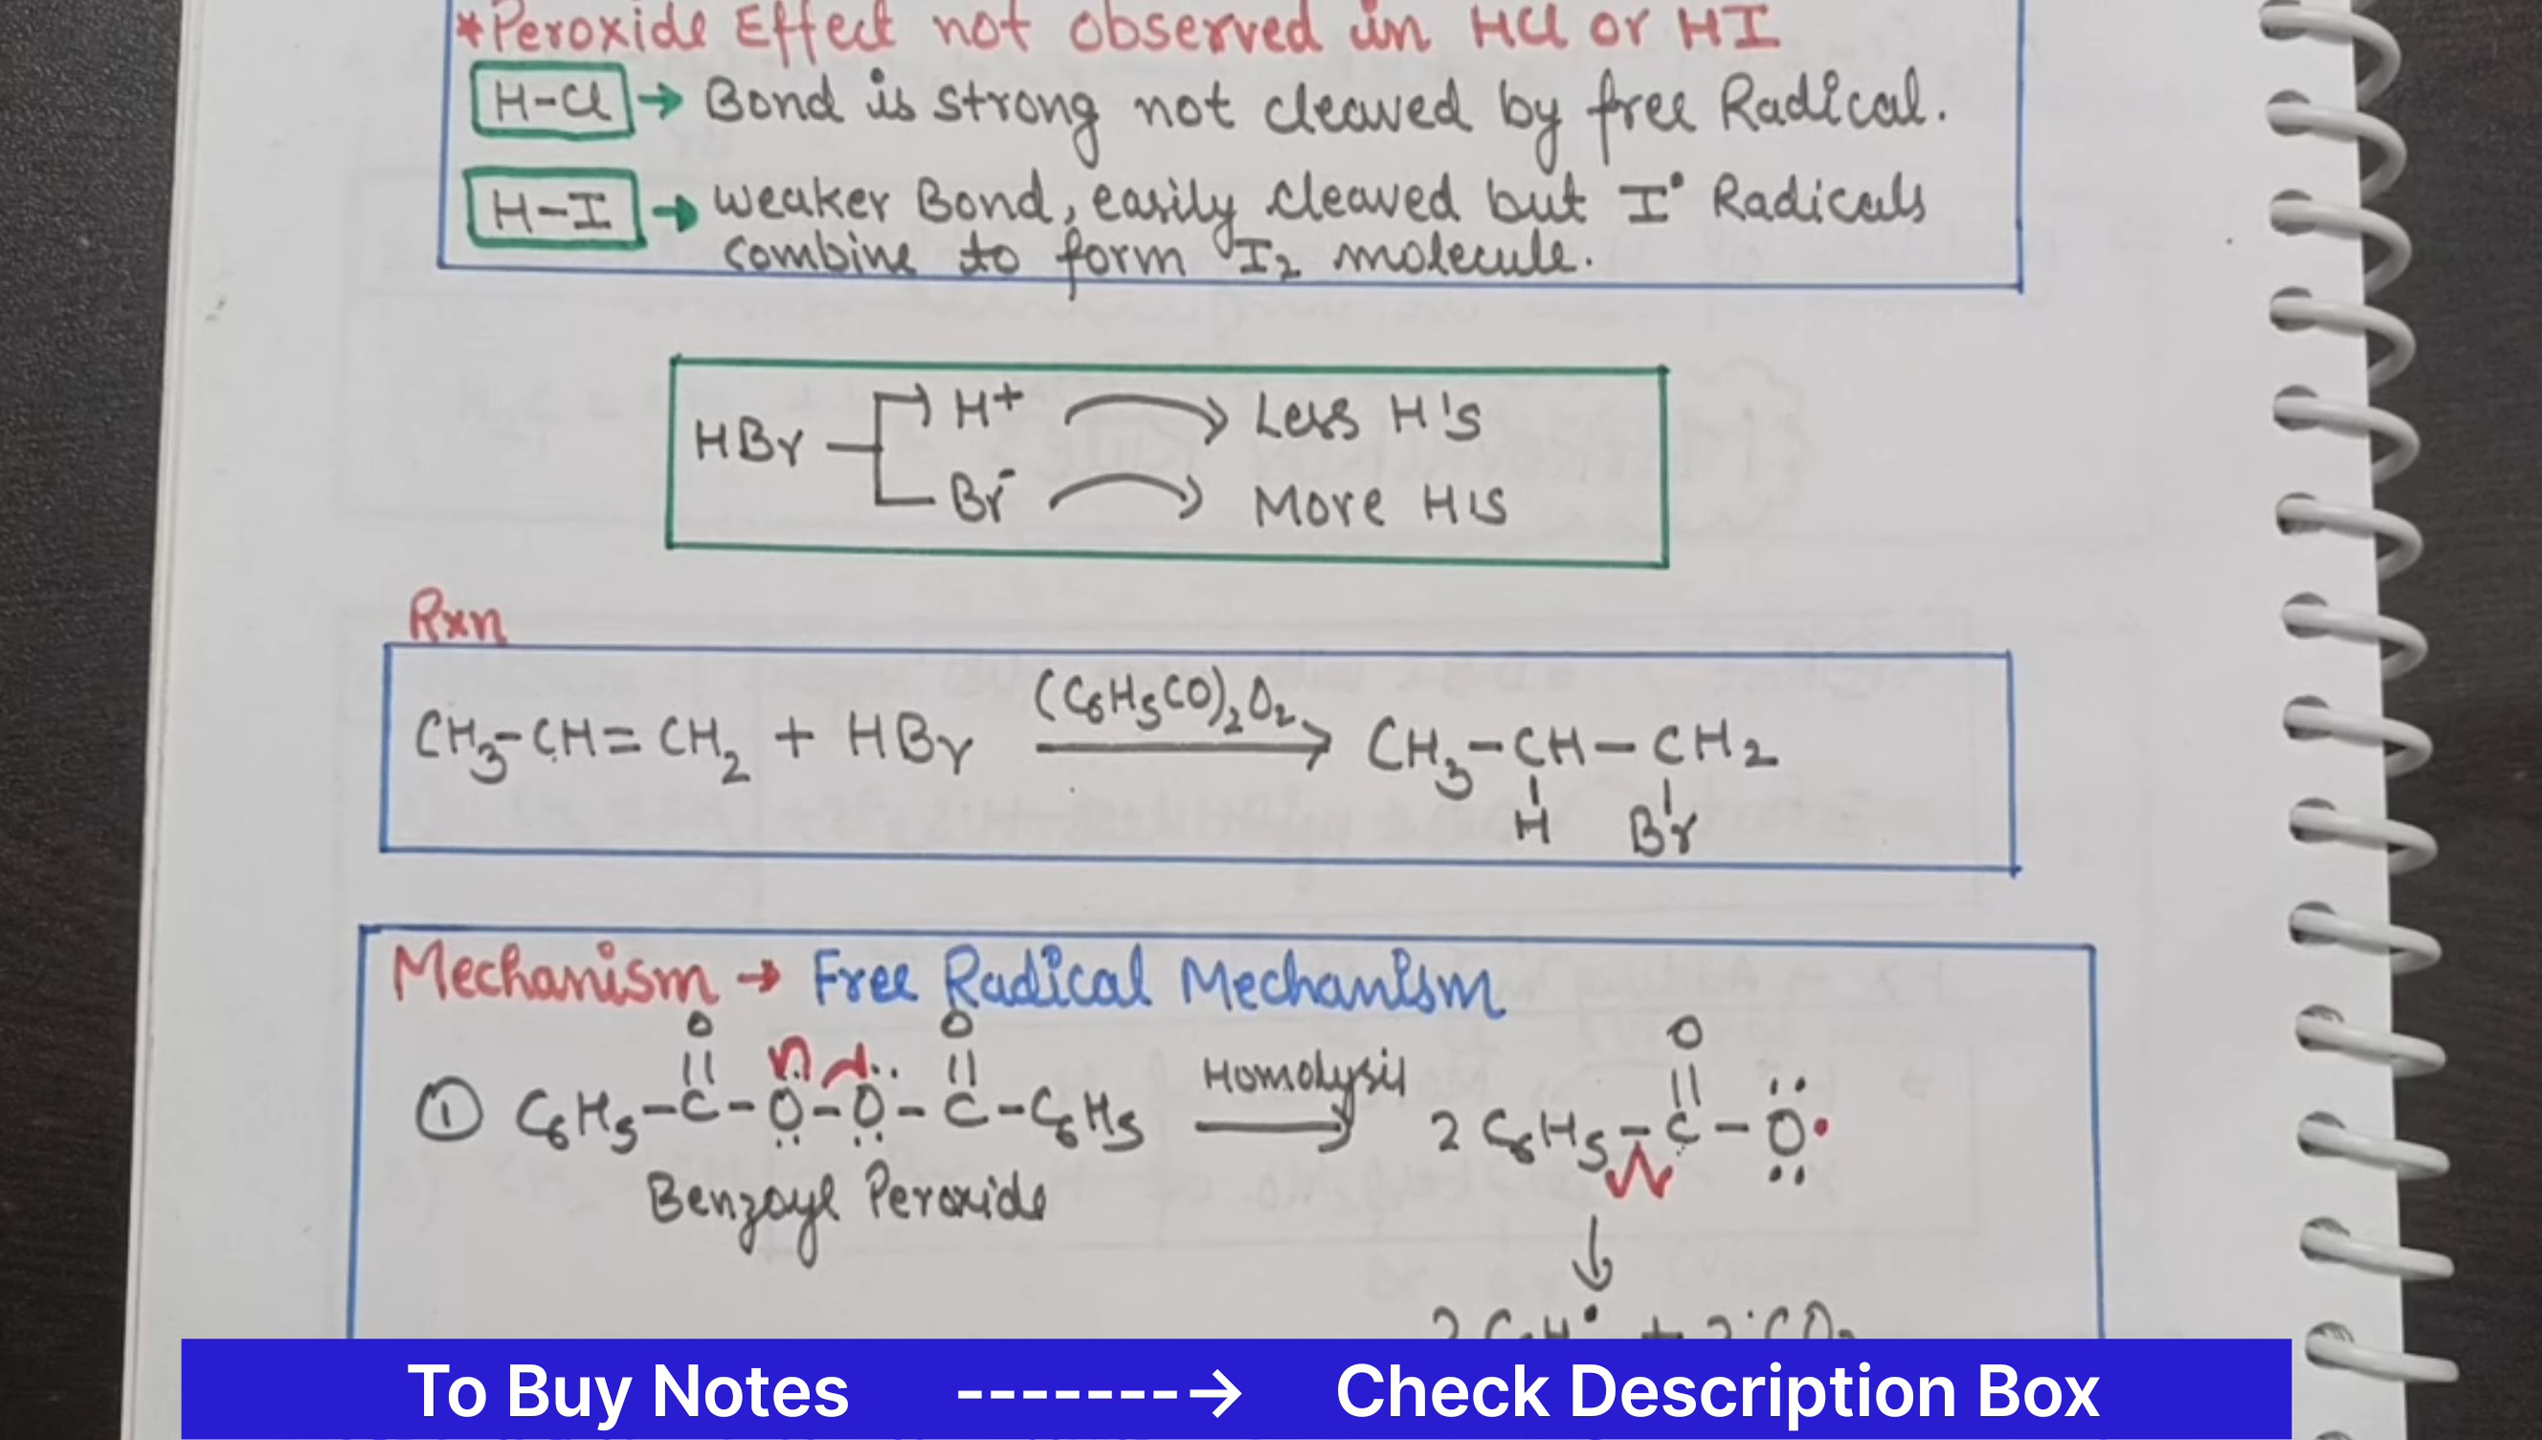 *Peroxide Effect not observed in HCl or HI
H-Cl → Bond is strong not cleaved by free Radical.
H-I → weaker Bond, easily cleaved but I• Radicals
combine to form I₂ molecule.
HBr
H⁺ → Less H's
Br⁻ → More H's
Rxn
CH₃-CH=CH₂ + HBr (C₆H₅CO)₂O₂ → CH₃-CH-CH₂
H Br
Mechanism → Free Radical Mechanism
O O O
① C₆H₅-C-O-O-C-C₆H₅ Homolysis → 2 C₆H₅-C-O•
Benzoyl Peroxide
↓
To Buy Notes -------→ Check Description Box